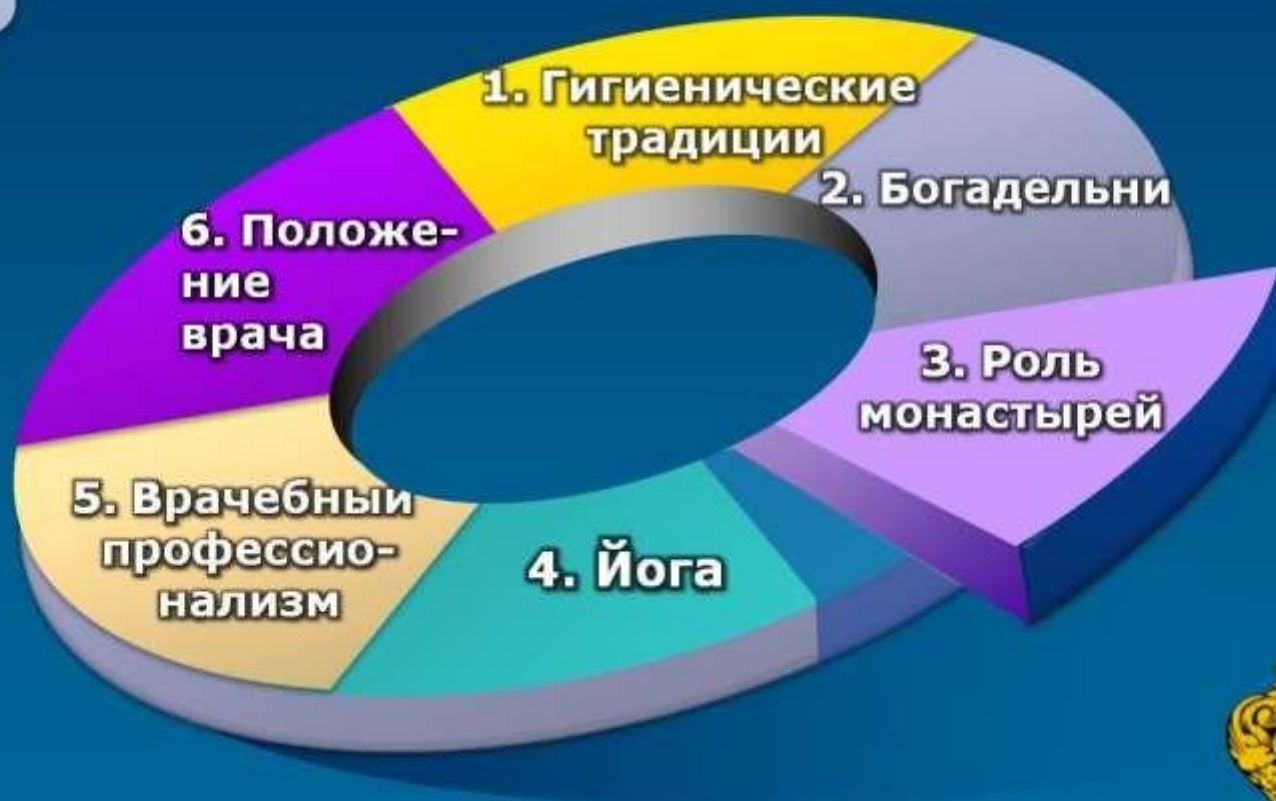 1. Гигиенические
традиции
2. Богадельни
3. Роль
монастырей
4. Йога
5. Врачебный
профессио-
нализм
6. Положе-
ние
врача